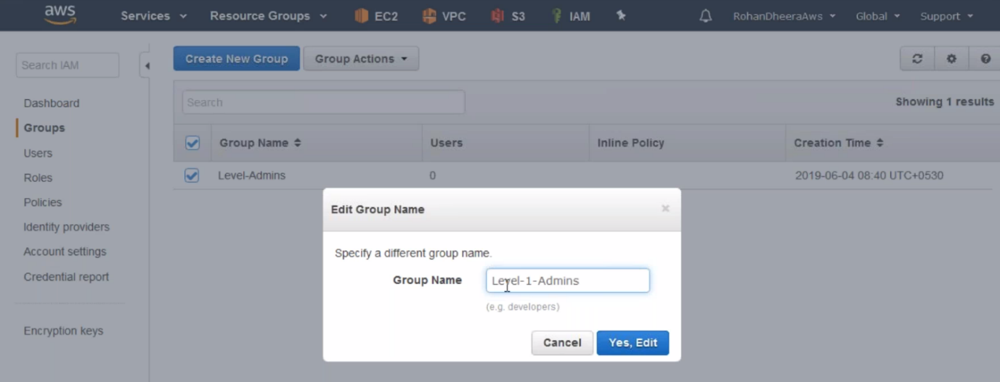 aws Services Resource Groups EC2 VPC S3 IAM RohanDheeraAws Global Support
Search IAM
Create New Group Group Actions
Dashboard
Groups
Users
Roles
Policies
Identity providers
Account settings
Credential report
Encryption keys
Search
Showing 1 results
Group Name Users Inline Policy Creation Time
Level-Admins 0 2019-06-04 08:40 UTC+0530
Edit Group Name
Specify a different group name.
Group Name Level-1-Admins
(e.g. developers)
Cancel Yes, Edit